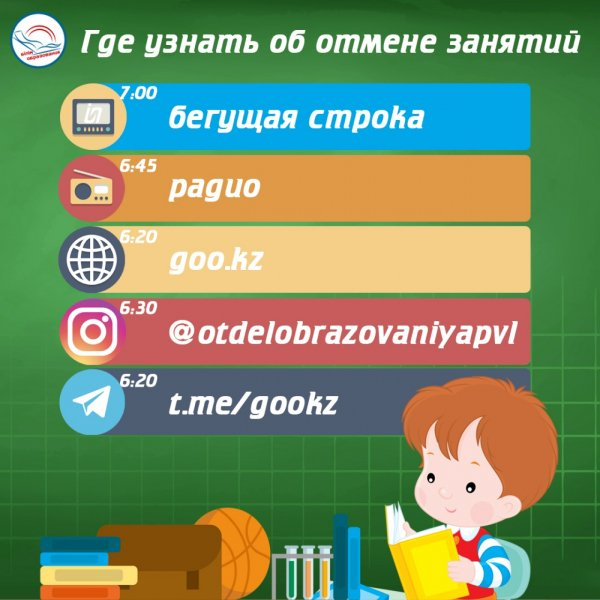 Где узнать об отмене занятий
7:00
бегущая строка
6:45
радио
6:20
goo.kz
6:30
@otdelobrazovaniyapvl
6:20
t.me/gookz